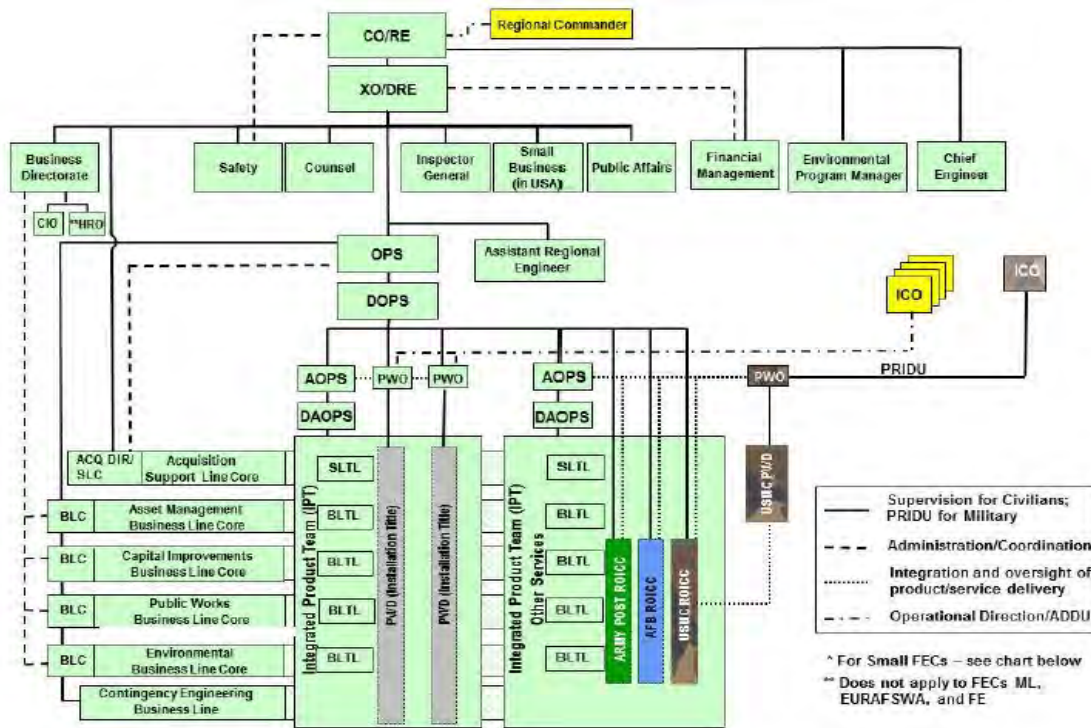 CO/RE
Regional Commander
XO/DRE
Business
Directorate
Safety
Counsel
Inspector
General
Small
Business
(in USA)
Public Affairs
Financial
Management
Environmental
Program Manager
Chief
Engineer
CIO
**HRO
OPS
Assistant Regional
Engineer
DOPS
ICO
ICO
AOPS
PWO
PWO
AOPS
PWO
PRIDU
DAOPS
DAOPS
ACQ DIR/
SLC
Acquisition
Support Line Core
BLC
Asset Management
Business Line Core
BLC
Capital Improvements
Business Line Core
BLC
Public Works
Business Line Core
BLC
Environmental
Business Line Core
Contingency Engineering
Business Line
Integrated Product Team (IPT)
SLTL
BLTL
BLTL
BLTL
BLTL
PWD (Installation Title)
PWD (Installation Title)
Integrated Product Team (IPT)
Other Services
SLTL
BLTL
BLTL
BLTL
BLTL
ARMY POST ROICC
AFB ROICC
USMC ROICC
USMC PWD
Supervision for Civilians;
PRIDU for Military
Administration/Coordination
Integration and oversight of
product/service delivery
Operational Direction/ADDU
* For Small FECs – see chart below
** Does not apply to FECs ML,
EURAFSWA, and FE